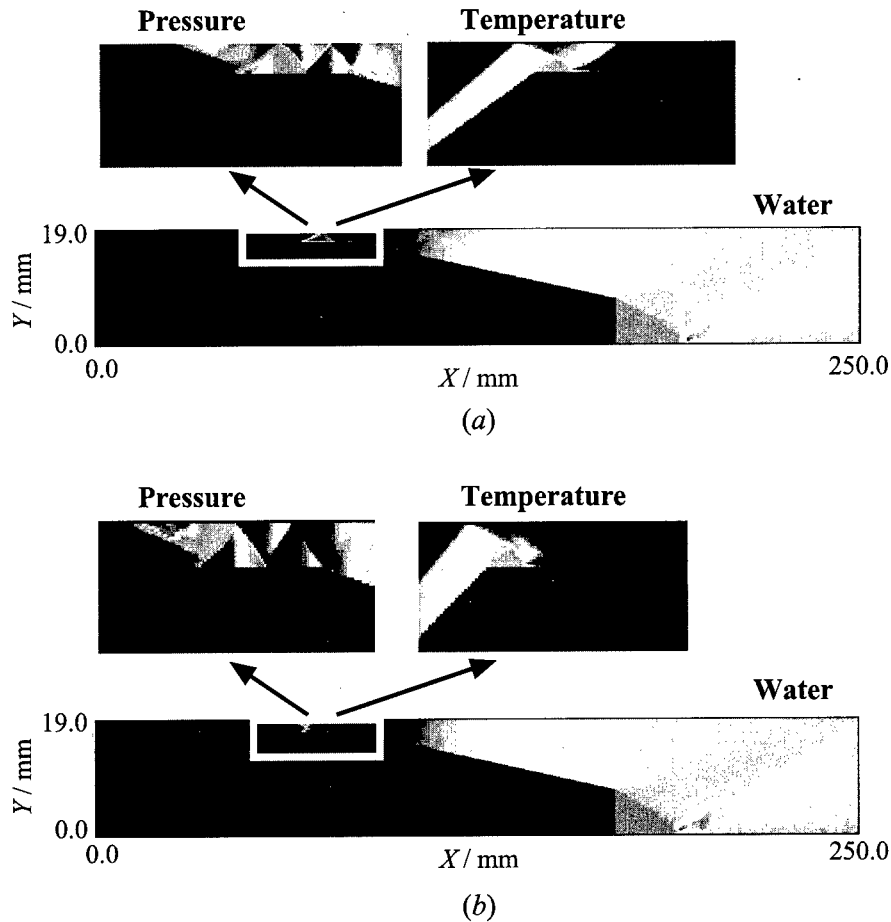 Pressure
Temperature
Water
19.0
Y / mm
0.0
0.0
X / mm
250.0
(a)
Pressure
Temperature
Water
19.0
Y / mm
0.0
0.0
X / mm
250.0
(b)